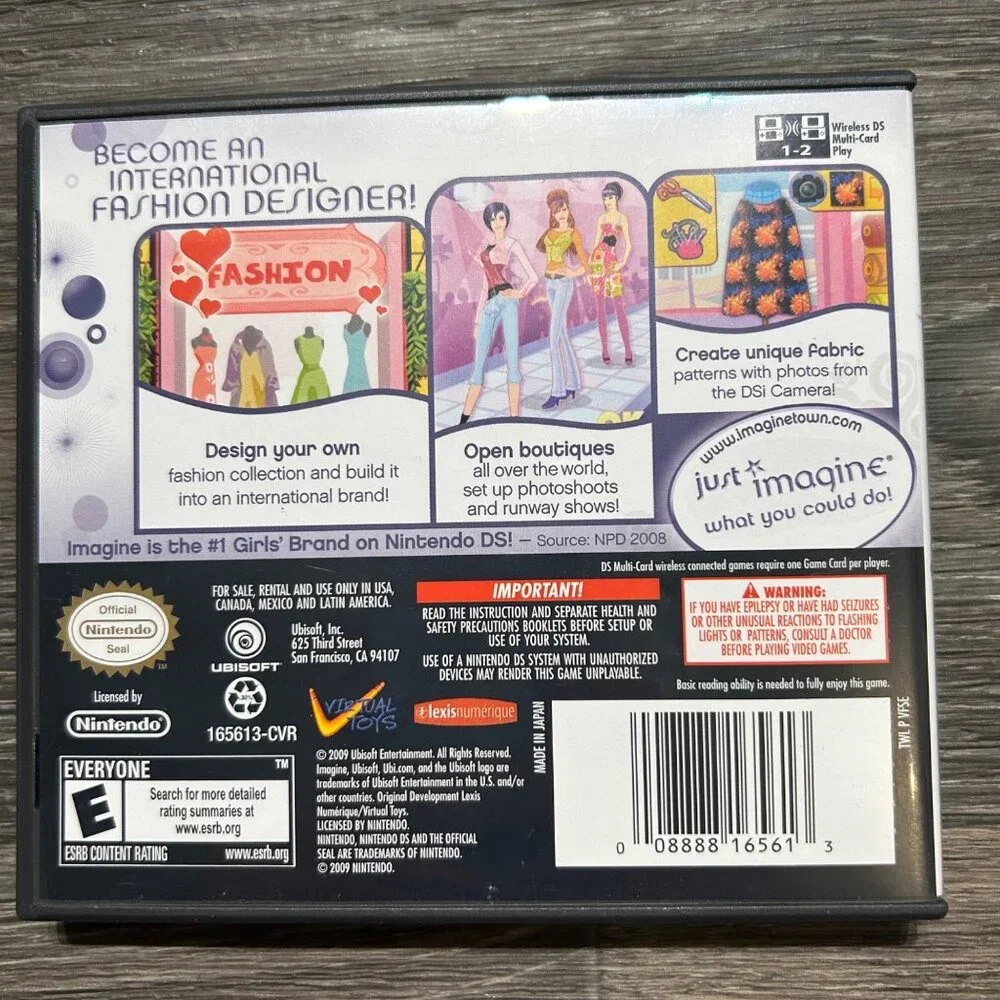 BECOME AN
INTERNATIONAL
FASHION DESIGNER!
1-2
Wireless DS
Multi-Card
Play
FASHION
Design your own
fashion collection and build it
into an international brand!
Open boutiques
all over the world,
set up photoshoots
and runway shows!
Create unique fabric
patterns with photos from
the DSi Camera!
www.imaginetown.com
just imagine®
what you could do!
Imagine is the #1 Girls' Brand on Nintendo DS! – Source: NPD 2008
DS Multi-Card wireless connected games require one Game Card per player.
Official
Nintendo
Seal
TM
FOR SALE, RENTAL AND USE ONLY IN USA,
CANADA, MEXICO AND LATIN AMERICA.
UBISOFT
Ubisoft, Inc.
625 Third Street
San Francisco, CA 94107
IMPORTANT!
READ THE INSTRUCTION AND SEPARATE HEALTH AND
SAFETY PRECAUTIONS BOOKLETS BEFORE SETUP OR
USE OF YOUR SYSTEM.
USE OF A NINTENDO DS SYSTEM WITH UNAUTHORIZED
DEVICES MAY RENDER THIS GAME UNPLAYABLE.
WARNING:
IF YOU HAVE EPILEPSY OR HAVE HAD SEIZURES
OR OTHER UNUSUAL REACTIONS TO FLASHING
LIGHTS OR PATTERNS, CONSULT A DOCTOR
BEFORE PLAYING VIDEO GAMES.
Basic reading ability is needed to fully enjoy this game.
Licensed by
Nintendo®
30%
165613-CVR
VIRTUAL
TOYS
lexisnumérique
MADE IN JAPAN
TWL P VFSE
EVERYONE
TM
E
Search for more detailed
rating summaries at
www.esrb.org
ESRB CONTENT RATING
www.esrb.org
© 2009 Ubisoft Entertainment. All Rights Reserved.
Imagine, Ubisoft, Ubi.com, and the Ubisoft logo are
trademarks of Ubisoft Entertainment in the U.S. and/or
other countries. Original Development Lexis
Numérique/Virtual Toys.
LICENSED BY NINTENDO.
NINTENDO, NINTENDO DS AND THE OFFICIAL
SEAL ARE TRADEMARKS OF NINTENDO.
© 2009 NINTENDO.
0 08888 16561 3